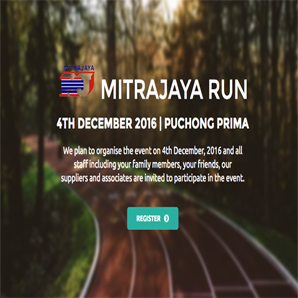 MITRAJAYA
MITRAJAYA RUN
4TH DECEMBER 2016 | PUCHONG PRIMA
We plan to organise the event on 4th December, 2016 and all
staff including your family members, your friends, our
suppliers and associates are invited to participate in the event.
REGISTER